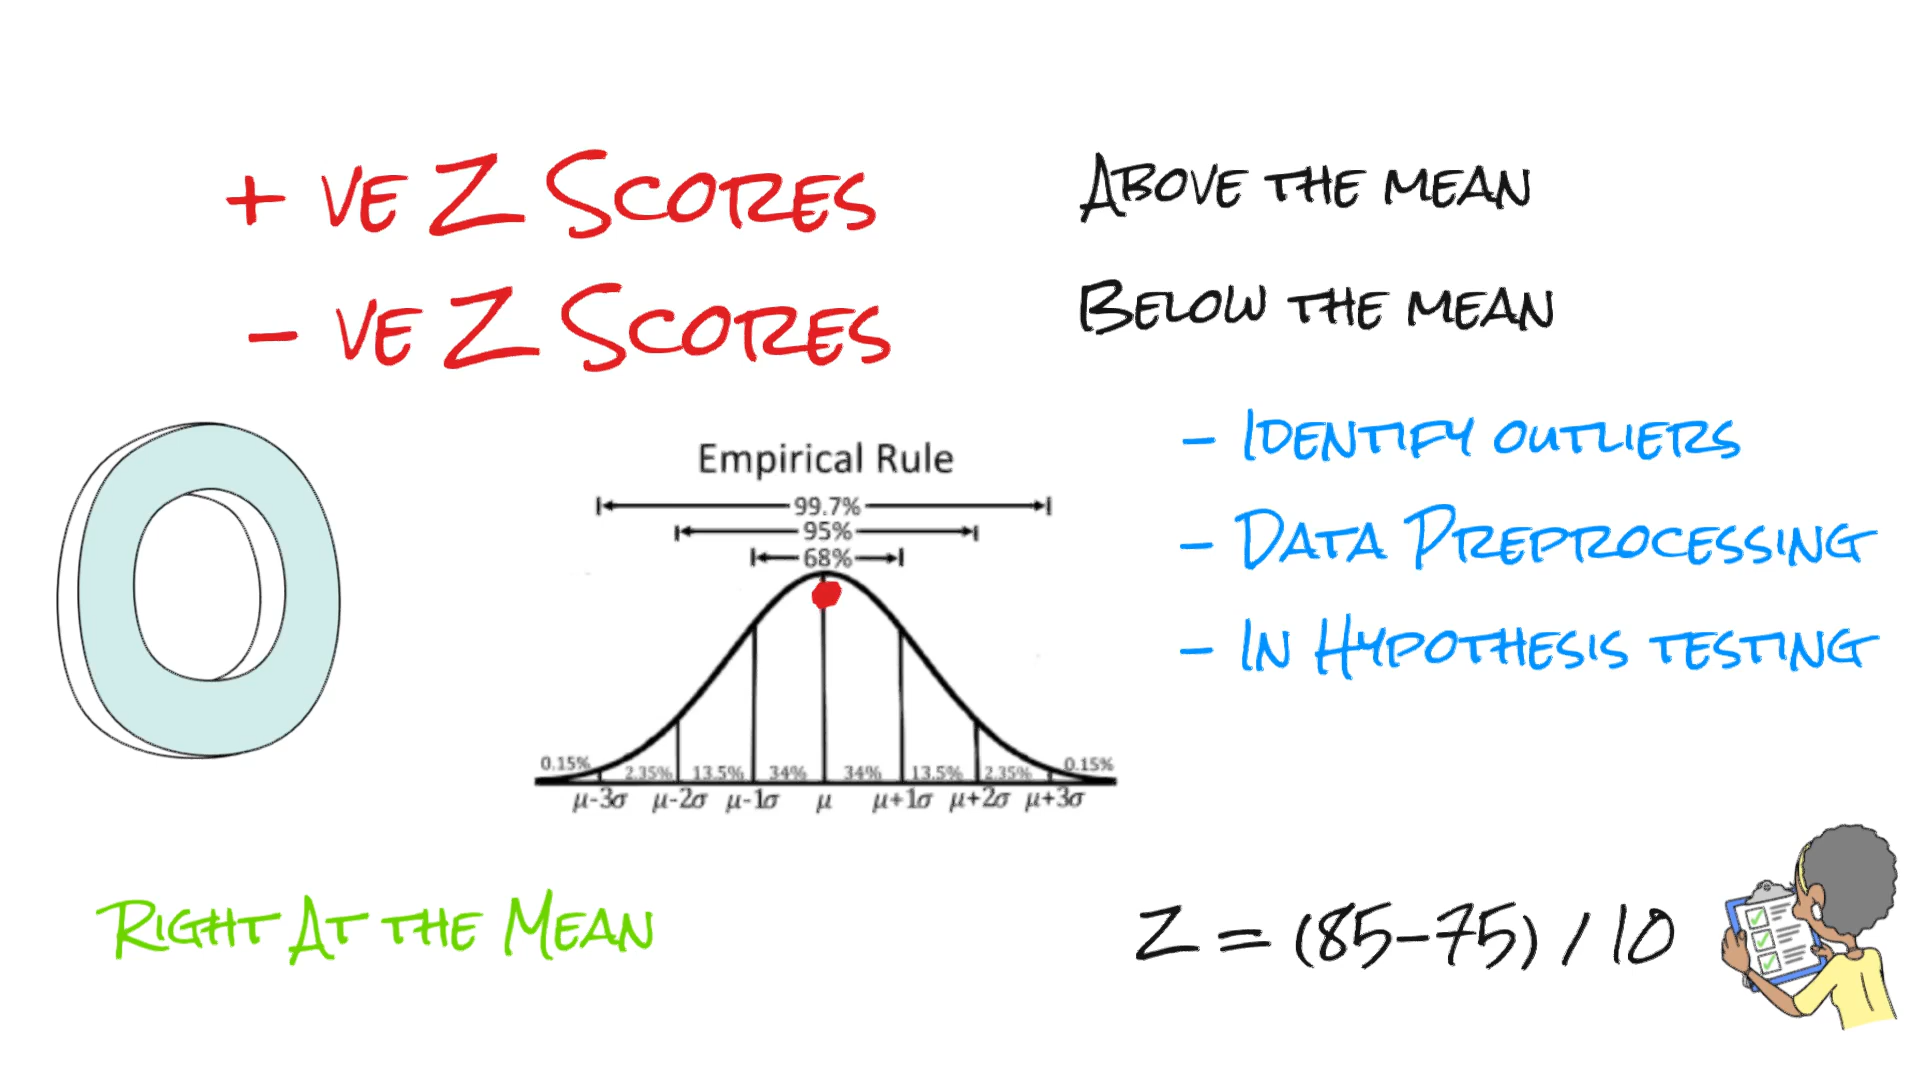 + ve Z Scores
Above the mean
- ve Z Scores
Below the mean
O
- Identify outliers
- Data Preprocessing
- In Hypothesis testing
Empirical Rule
99.7%
95%
68%
0.15% 2.35% 13.5% 34% 34% 13.5% 2.35% 0.15%
μ-3σ μ-2σ μ-1σ μ μ+1σ μ+2σ μ+3σ
Right At the Mean
Z = (85-75) / 10